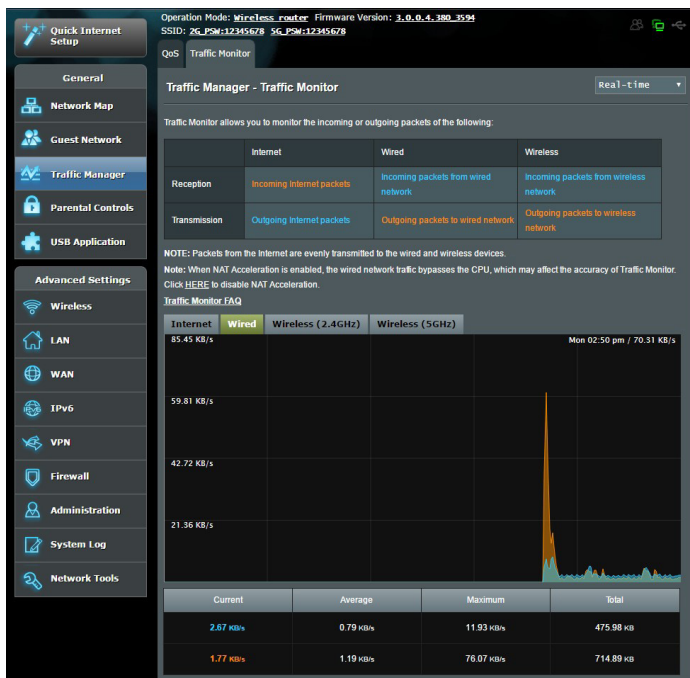 Quick Internet
Setup
Operation Mode: Wireless router Firmware Version: 3.0.0.4.380_3594
SSID: 2G_PSW:12345678 5G_PSW:12345678
QoS Traffic Monitor
General
Network Map
Guest Network
Traffic Manager
Parental Controls
USB Application
Advanced Settings
Wireless
LAN
WAN
IPv6
VPN
Firewall
Administration
System Log
Network Tools
Traffic Manager - Traffic Monitor
Real-time
Traffic Monitor allows you to monitor the incoming or outgoing packets of the following:
Internet Wired Wireless
Reception Incoming Internet packets Incoming packets from wired network Incoming packets from wireless network
Transmission Outgoing Internet packets Outgoing packets to wired network Outgoing packets to wireless network
NOTE: Packets from the Internet are evenly transmitted to the wired and wireless devices.
Note: When NAT Acceleration is enabled, the wired network trafic bypasses the CPU, which may affect the accuracy of Traffic Monitor.
Click HERE to disable NAT Acceleration.
Traffic Monitor FAQ
Internet Wired Wireless (2.4GHz) Wireless (5GHz)
85.45 KB/s Mon 02:50 pm / 70.31 KB/s
59.81 KB/s
42.72 KB/s
21.36 KB/s
Current Average Maximum Total
2.67 KB/s 0.79 KB/s 11.93 KB/s 475.98 KB
1.77 KB/s 1.19 KB/s 76.07 KB/s 714.89 KB